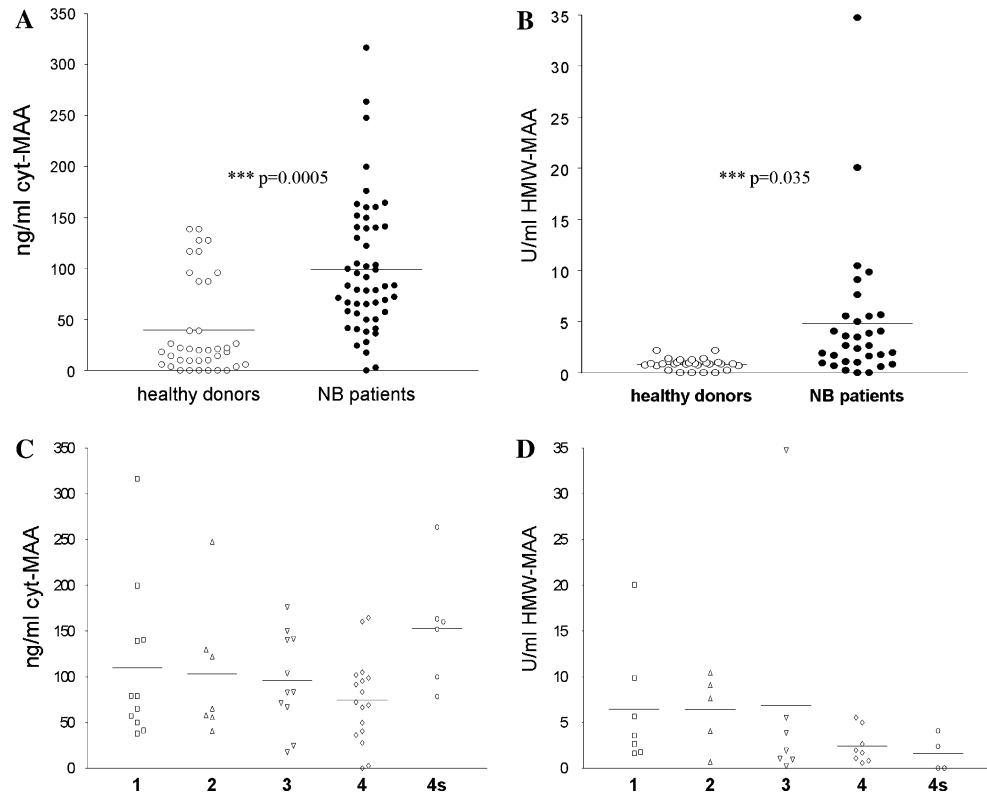 A
350
300
250
200
150
100
50
0
ng/ml cyt-MAA
*** p=0.0005
healthy donors
NB patients
B
35
30
25
20
15
10
5
0
U/ml HMW-MAA
*** p=0.035
healthy donors
NB patients
C
350
300
250
200
150
100
50
0
ng/ml cyt-MAA
1
2
3
4
4s
D
35
30
25
20
15
10
5
0
U/ml HMW-MAA
1
2
3
4
4s